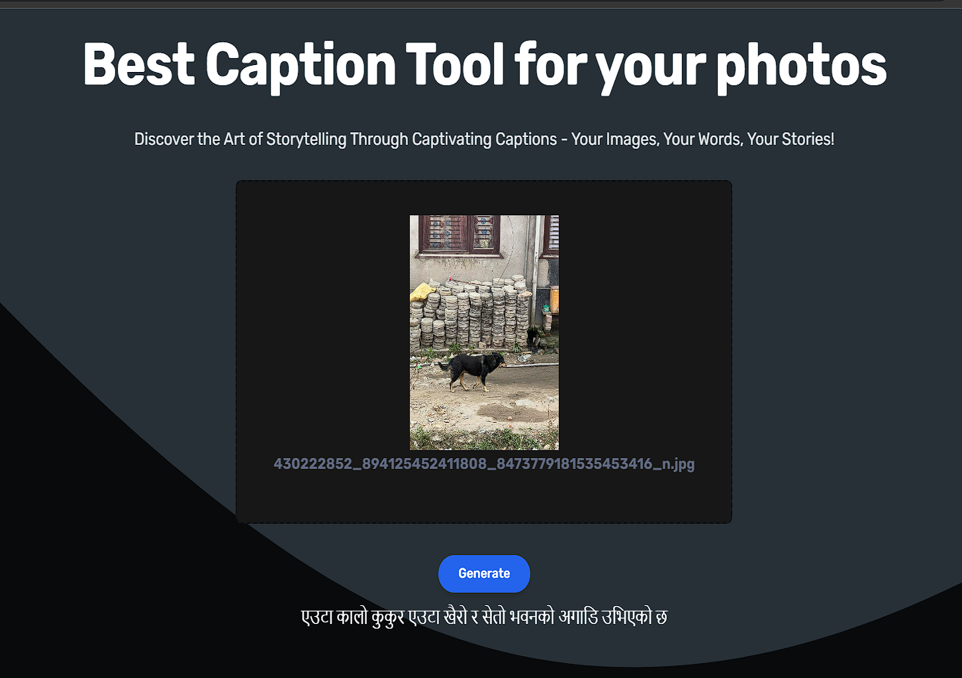 Best Caption Tool for your photos
Discover the Art of Storytelling Through Captivating Captions - Your Images, Your Words, Your Stories!
430222852_894125452411808_8473779181535453416_n.jpg
Generate
एउटा कालो कुकुर एउटा खैरो र सेतो भवनको अगाडि उभिएको छ